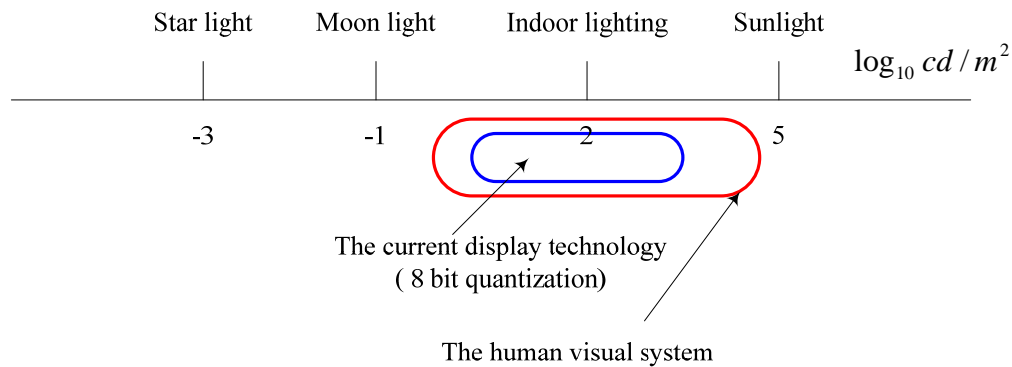 Star light Moon light Indoor lighting Sunlight
log₁₀ cd / m²
-3 -1 2 5
The current display technology
( 8 bit quantization)
The human visual system